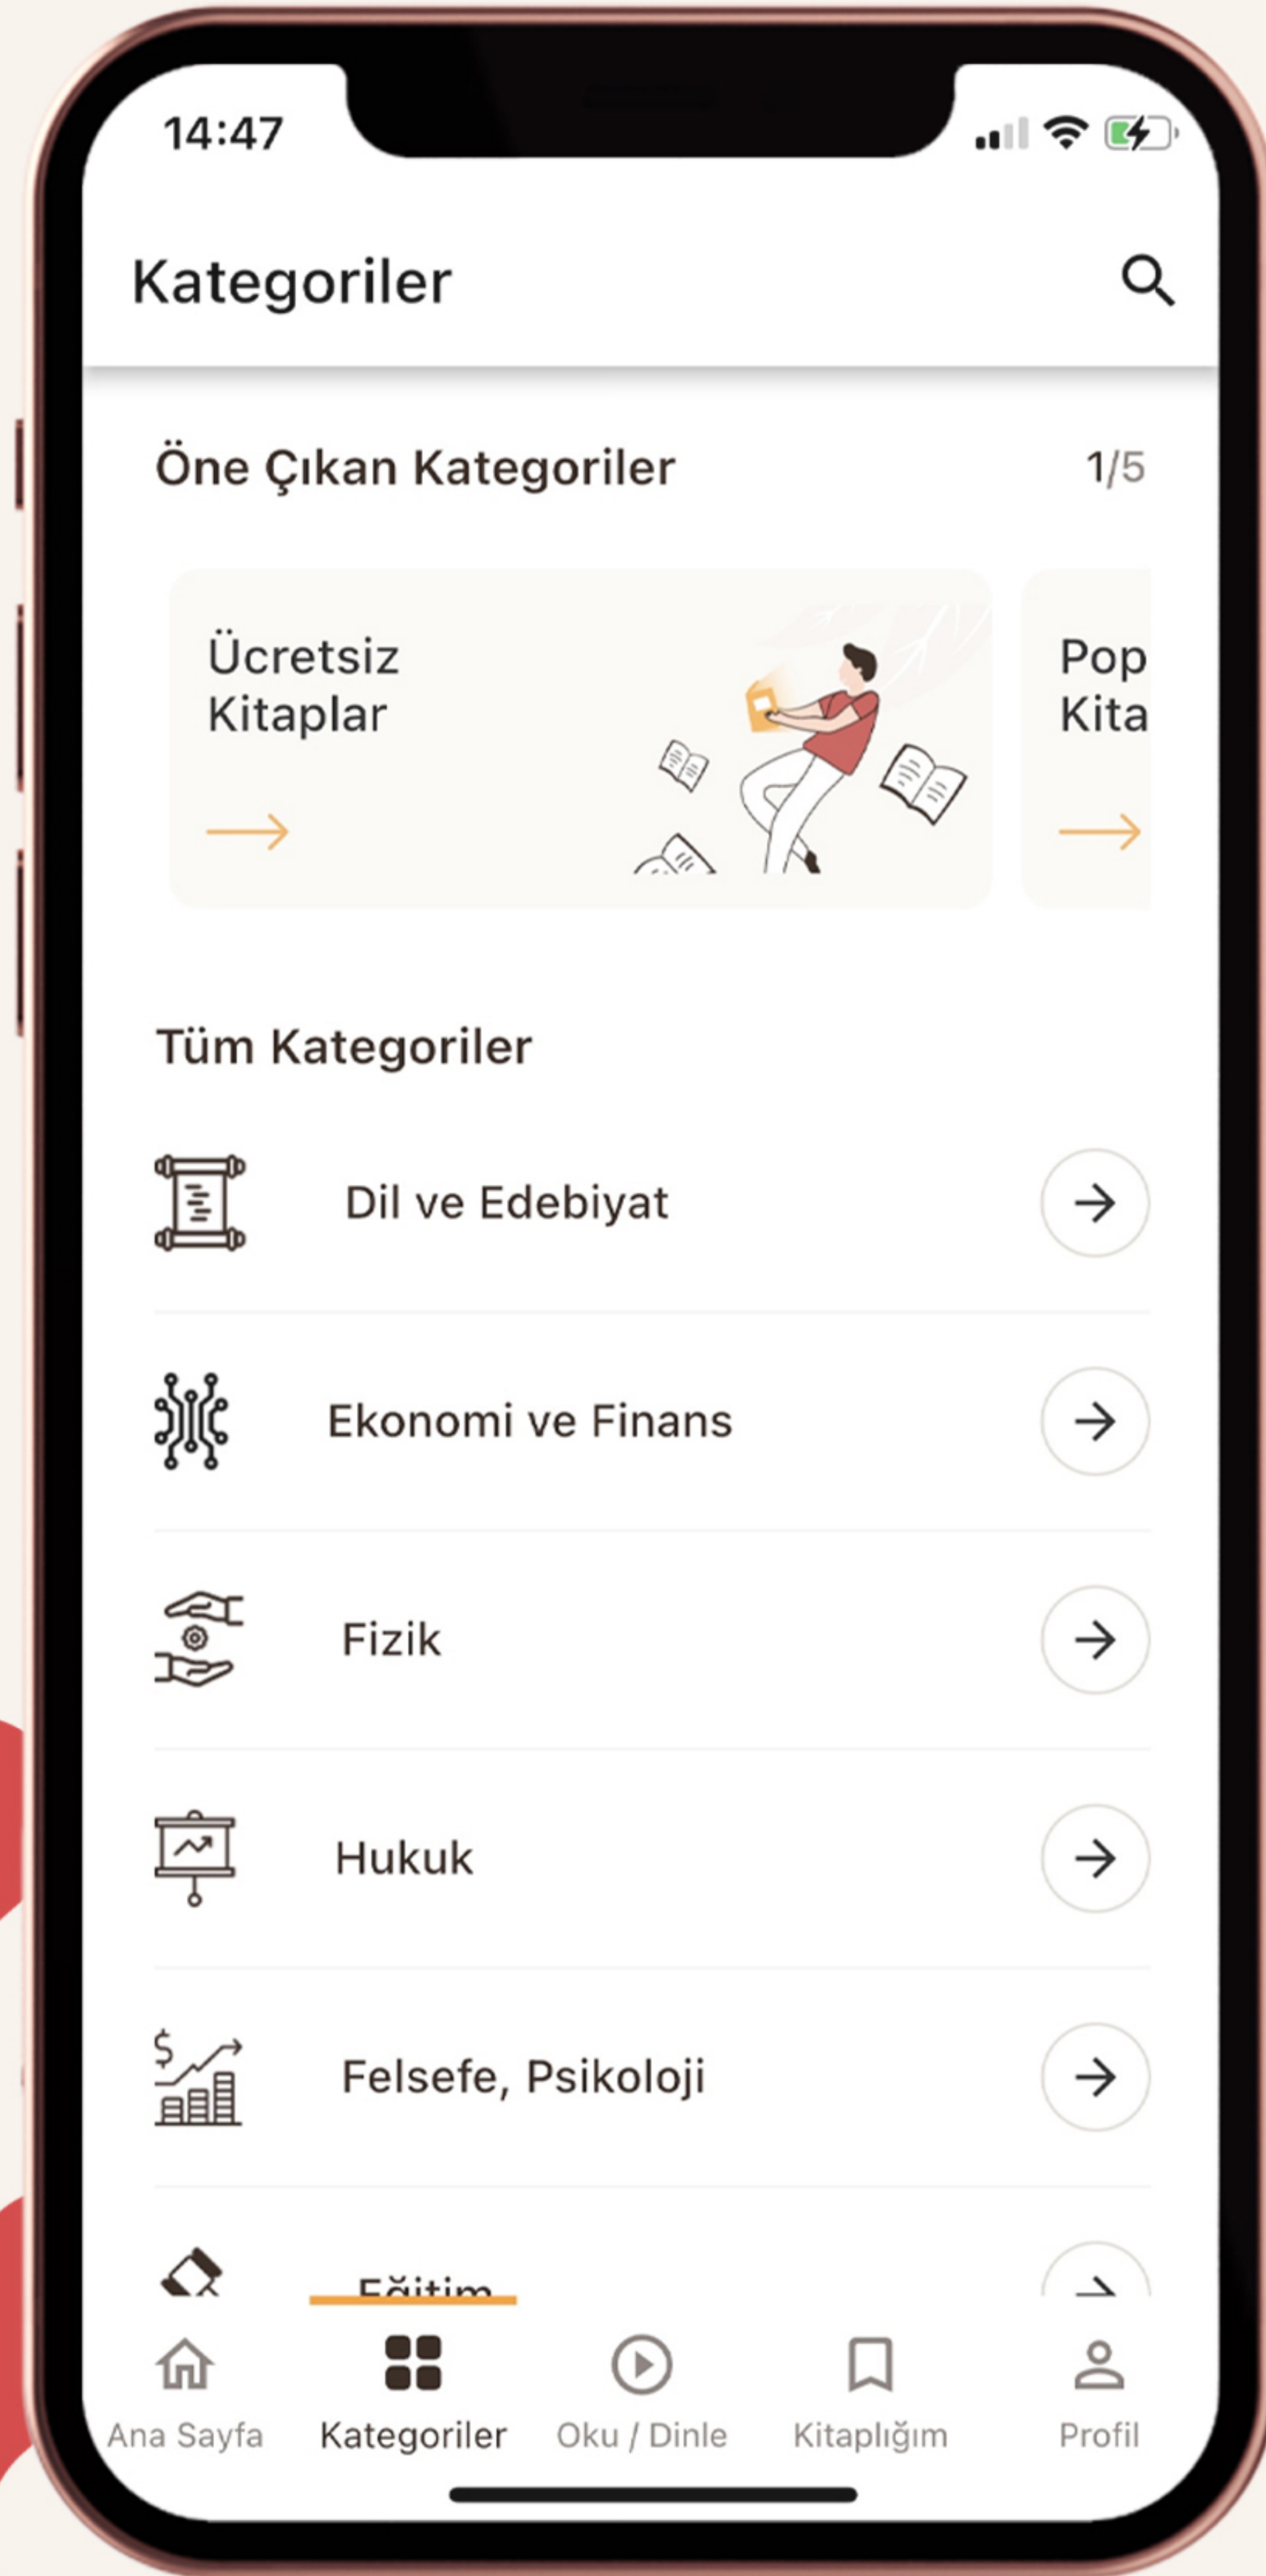 14:47
Kategoriler
Öne Çıkan Kategoriler
1/5
Ücretsiz
Kitaplar
Pop
Kita
Tüm Kategoriler
Dil ve Edebiyat
Ekonomi ve Finans
Fizik
Hukuk
$
Felsefe, Psikoloji
Eğitim
Ana Sayfa
Kategoriler
Oku / Dinle
Kitaplığım
Profil